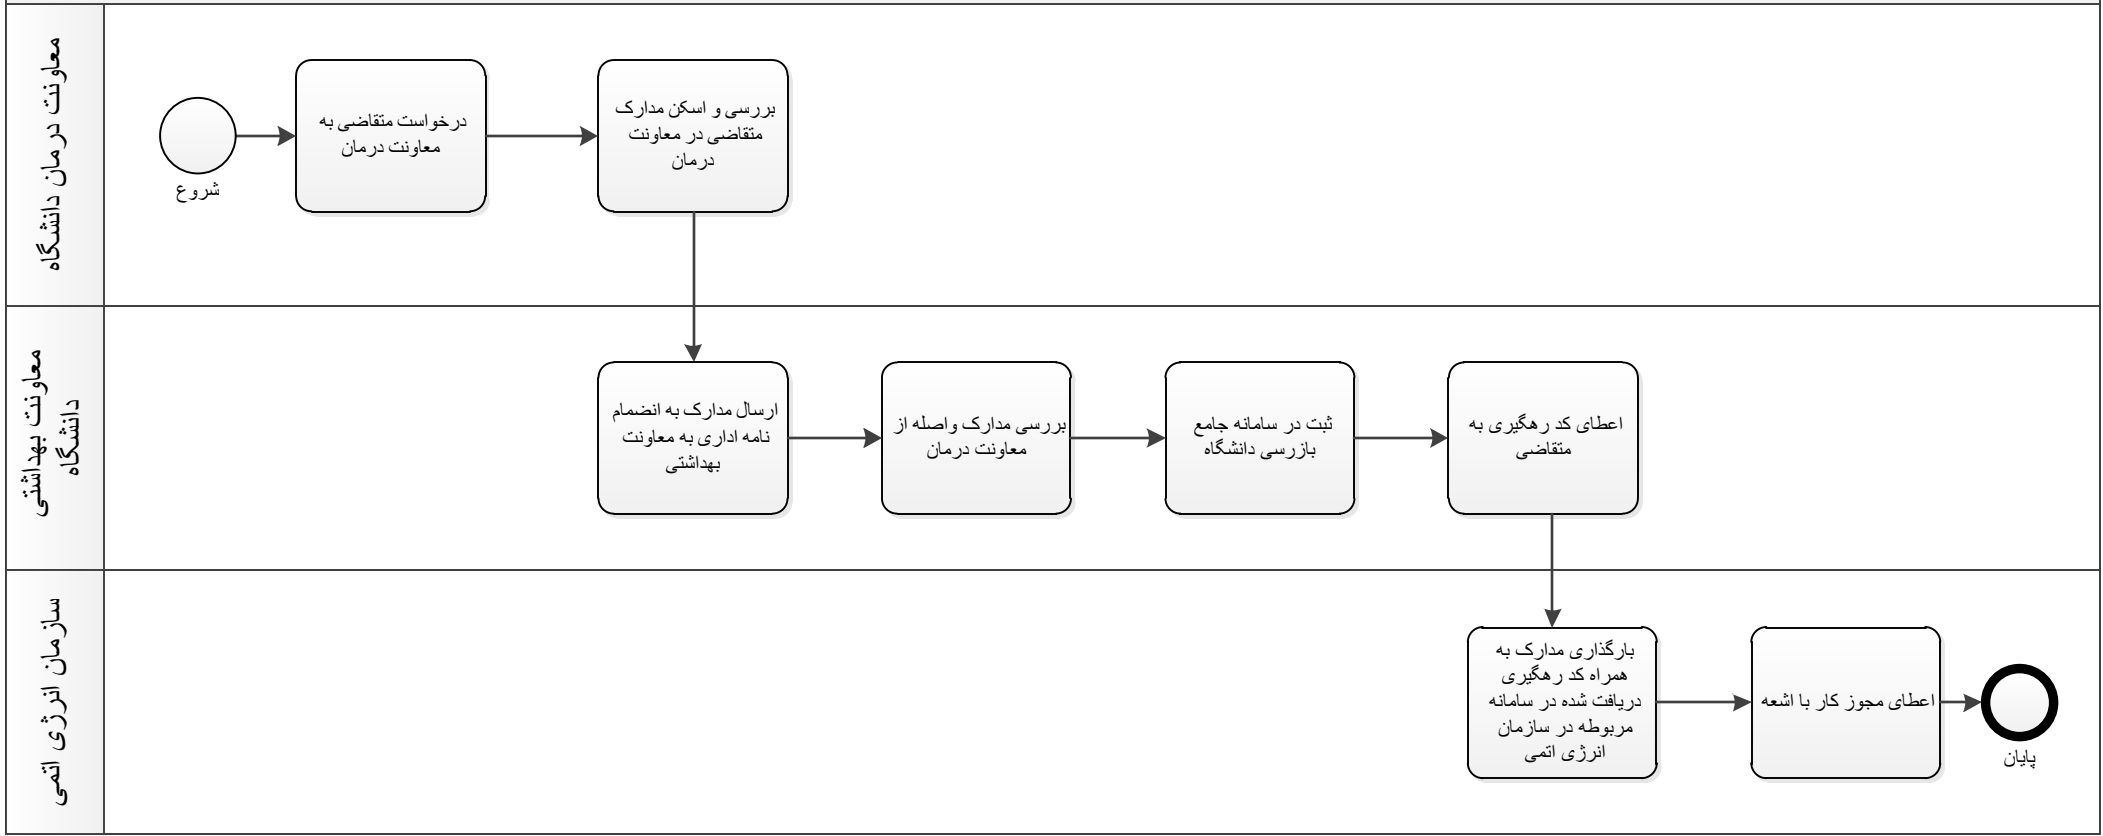 معاونت درمان دانشگاه
شروع
درخواست متقاضی به
معاونت درمان
بررسی و اسکن مدارک
متقاضی در معاونت
درمان
معاونت بهداشتی
دانشگاه
ارسال مدارک به انضمام
نامه اداری به معاونت
بهداشتی
بررسی مدارک واصله از
معاونت درمان
ثبت در سامانه جامع
بازرسی دانشگاه
اعطای کد رهگیری به
متقاضی
سازمان انرژی اتمی
بارگذاری مدارک به
همراه کد رهگیری
دریافت شده در سامانه
مربوطه در سازمان
انرژی اتمی
اعطای مجوز کار با اشعه
پایان